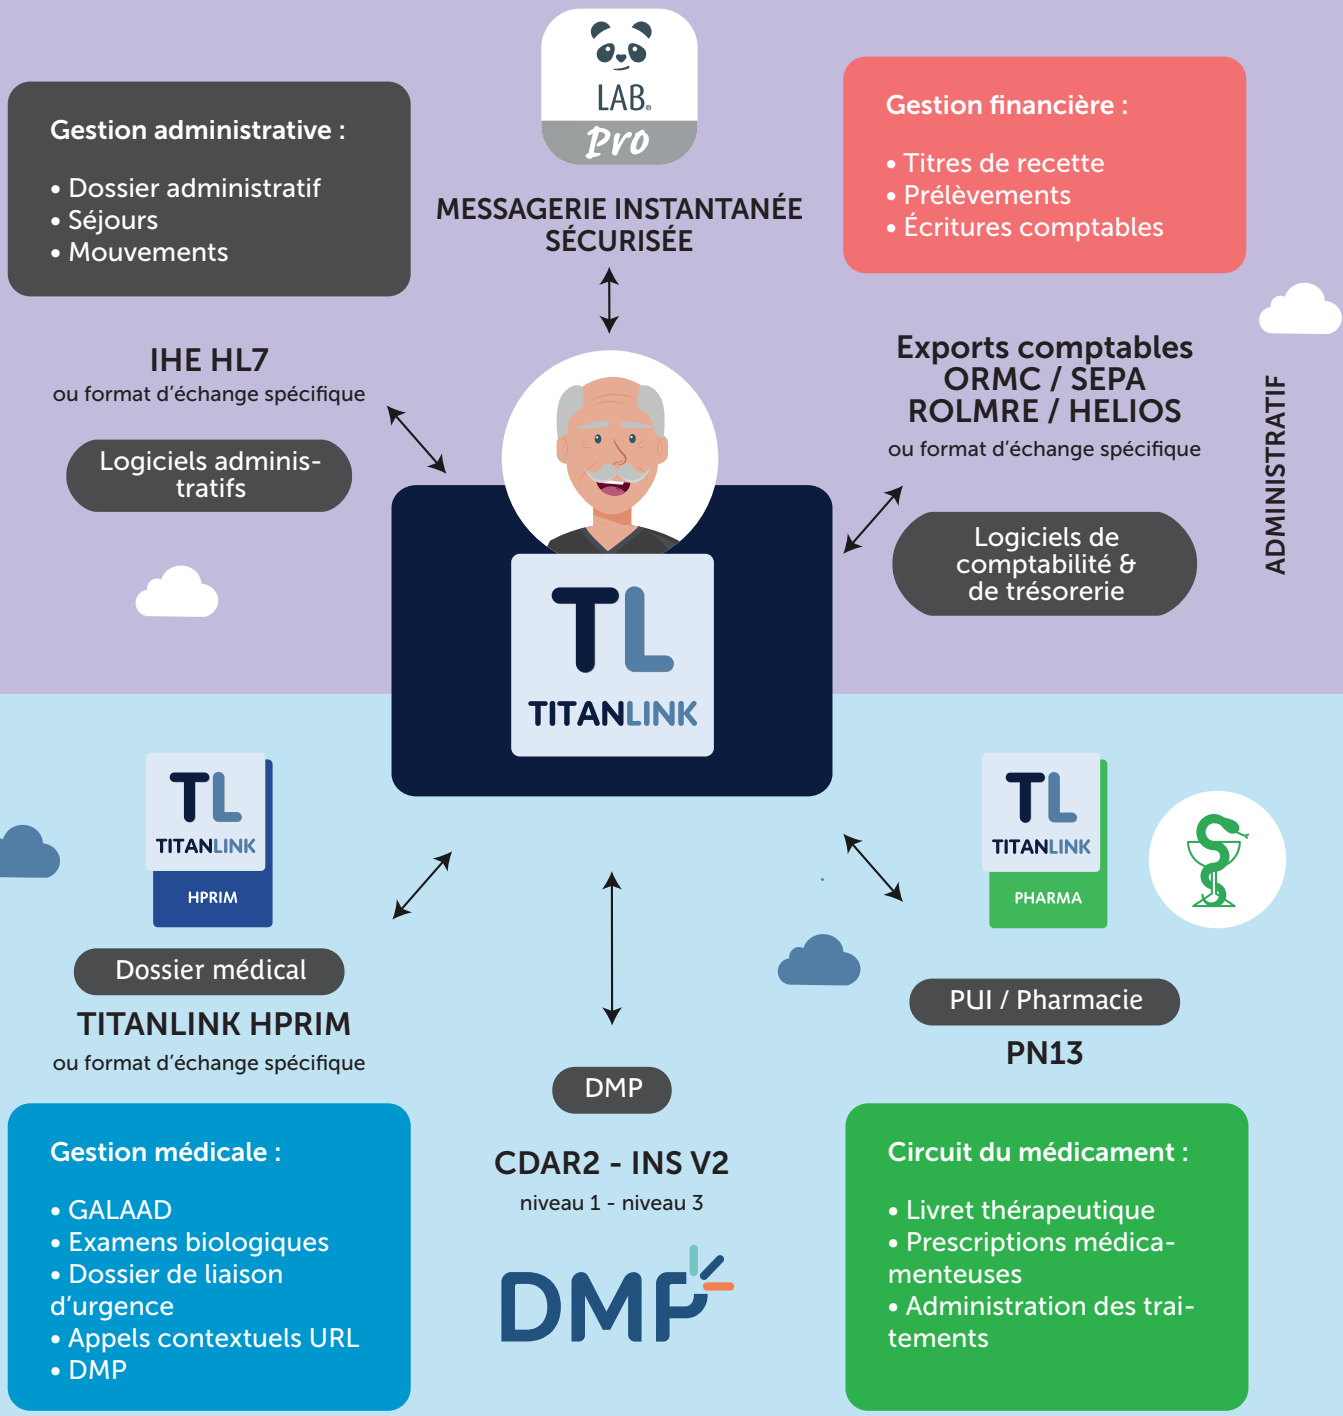 LAB®
Pro
MESSAGERIE INSTANTANÉE
SÉCURISÉE
Gestion administrative :
• Dossier administratif
• Séjours
• Mouvements
Gestion financière :
• Titres de recette
• Prélèvements
• Écritures comptables
IHE HL7
ou format d'échange spécifique
Logiciels adminis-
tratifs
Exports comptables
ORMC / SEPA
ROLMRE / HELIOS
ou format d'échange spécifique
Logiciels de
comptabilité &
de trésorerie
ADMINISTRATIF
TL
TITANLINK
TL
TITANLINK
HPRIM
Dossier médical
TITANLINK HPRIM
ou format d'échange spécifique
TL
TITANLINK
PHARMA
PUI / Pharmacie
PN13
DMP
CDAR2 - INS V2
niveau 1 - niveau 3
DMP
Gestion médicale :
• GALAAD
• Examens biologiques
• Dossier de liaison
d'urgence
• Appels contextuels URL
• DMP
Circuit du médicament :
• Livret thérapeutique
• Prescriptions médica-
menteuses
• Administration des trai-
tements